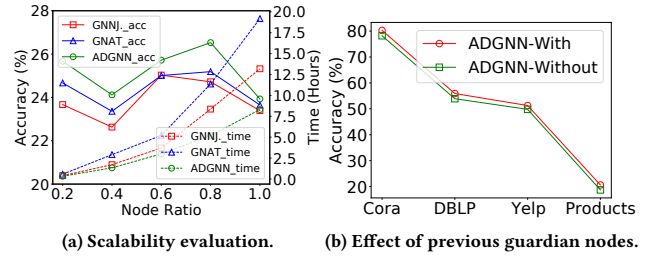 28
26
24
22
20
Accuracy (%)
GNNJ._acc
GNAT_acc
ADGNN_acc
GNNJ._time
GNAT_time
ADGNN_time
20.0
17.5
15.0
12.5
10.0
7.5
5.0
2.5
0.0
Time (Hours)
0.2 0.4 0.6 0.8 1.0
Node Ratio
(a) Scalability evaluation.
80
70
60
50
40
30
20
Accuracy (%)
ADGNN-With
ADGNN-Without
Cora DBLP Yelp Products
(b) Effect of previous guardian nodes.